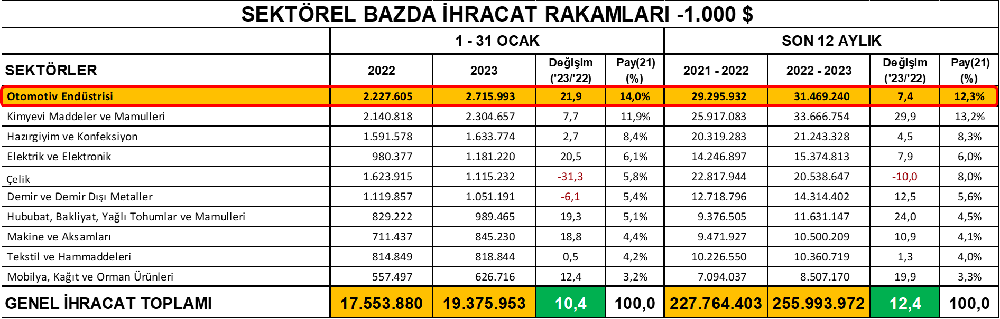 SEKTÖREL BAZDA İHRACAT RAKAMLARI -1.000 $
1 - 31 OCAK SON 12 AYLIK
SEKTÖRLER 2022 2023 Değişim ('23/'22) Pay(21) (%) 2021 - 2022 2022 - 2023 Değişim ('23/'22) Pay(21) (%)
Otomotiv Endüstrisi 2.227.605 2.715.993 21,9 14,0% 29.295.932 31.469.240 7,4 12,3%
Kimyevi Maddeler ve Mamulleri 2.140.818 2.304.657 7,7 11,9% 25.917.083 33.666.754 29,9 13,2%
Hazırgiyim ve Konfeksiyon 1.591.578 1.633.774 2,7 8,4% 20.319.283 21.243.328 4,5 8,3%
Elektrik ve Elektronik 980.377 1.181.220 20,5 6,1% 14.246.897 15.374.813 7,9 6,0%
Çelik 1.623.915 1.115.232 -31,3 5,8% 22.817.944 20.538.647 -10,0 8,0%
Demir ve Demir Dışı Metaller 1.119.857 1.051.191 -6,1 5,4% 12.718.796 14.314.402 12,5 5,6%
Hububat, Bakliyat, Yağlı Tohumlar ve Mamulleri 829.222 989.465 19,3 5,1% 9.376.505 11.631.147 24,0 4,5%
Makine ve Aksamları 711.437 845.230 18,8 4,4% 9.471.927 10.500.209 10,9 4,1%
Tekstil ve Hammaddeleri 814.849 818.844 0,5 4,2% 10.226.550 10.360.719 1,3 4,0%
Mobilya, Kağıt ve Orman Ürünleri 557.497 626.716 12,4 3,2% 7.094.037 8.507.170 19,9 3,3%
GENEL İHRACAT TOPLAMI 17.553.880 19.375.953 10,4 100,0 227.764.403 255.993.972 12,4 100,0